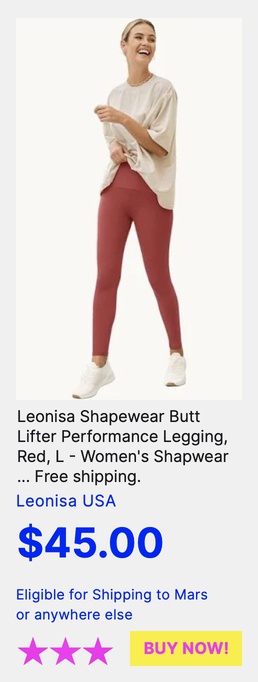 Leonisa Shapewear Butt
Lifter Performance Legging,
Red, L - Women's Shapwear
... Free shipping.
Leonisa USA
$45.00
Eligible for Shipping to Mars
or anywhere else
BUY NOW!